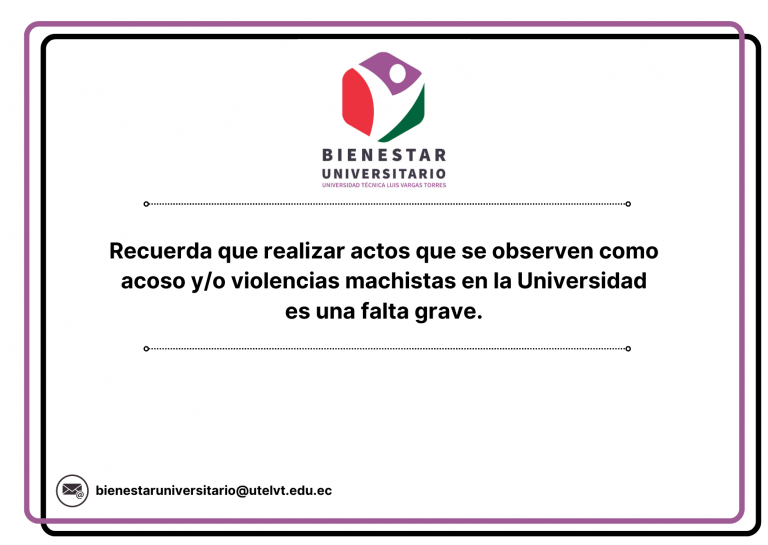 BIENESTAR
UNIVERSITARIO
UNIVERSIDAD TÉCNICA LUIS VARGAS TORRES
Recuerda que realizar actos que se observen como
acoso y/o violencias machistas en la Universidad
es una falta grave.
bienestaruniversitario@utelvt.edu.ec